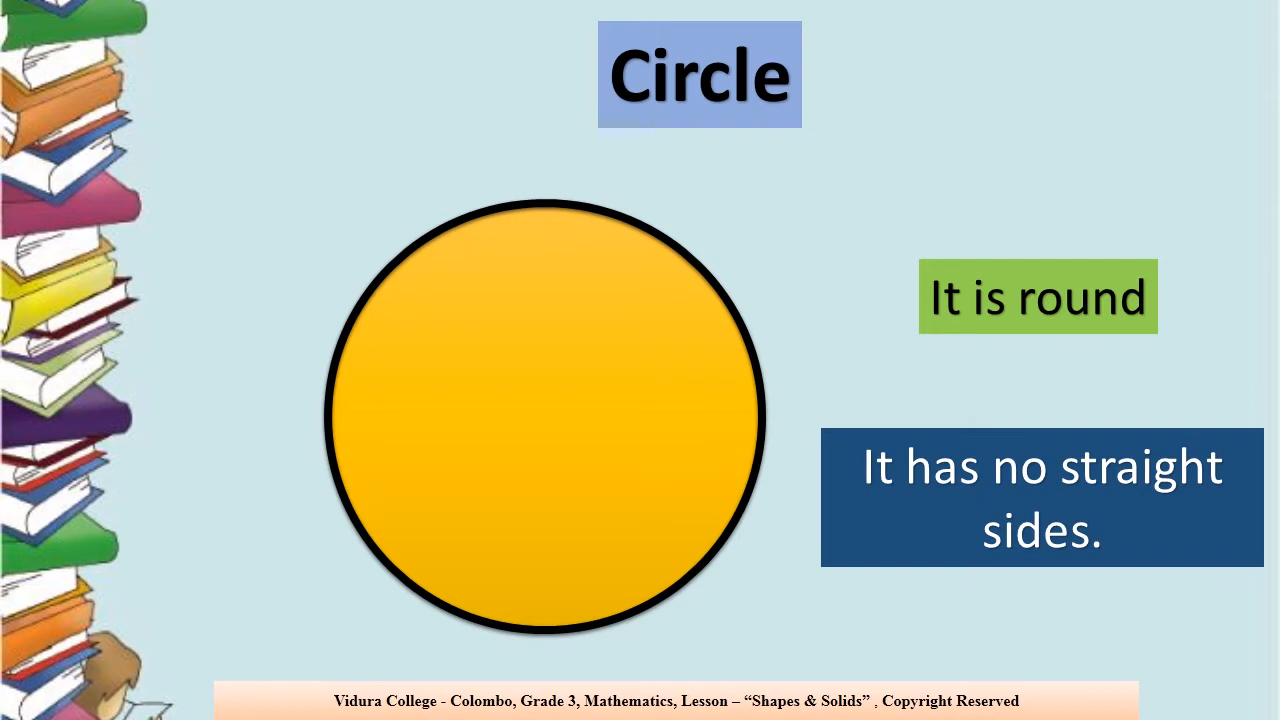 Circle
It is round
It has no straight
sides.
Vidura College - Colombo, Grade 3, Mathematics, Lesson – “Shapes & Solids” , Copyright Reserved